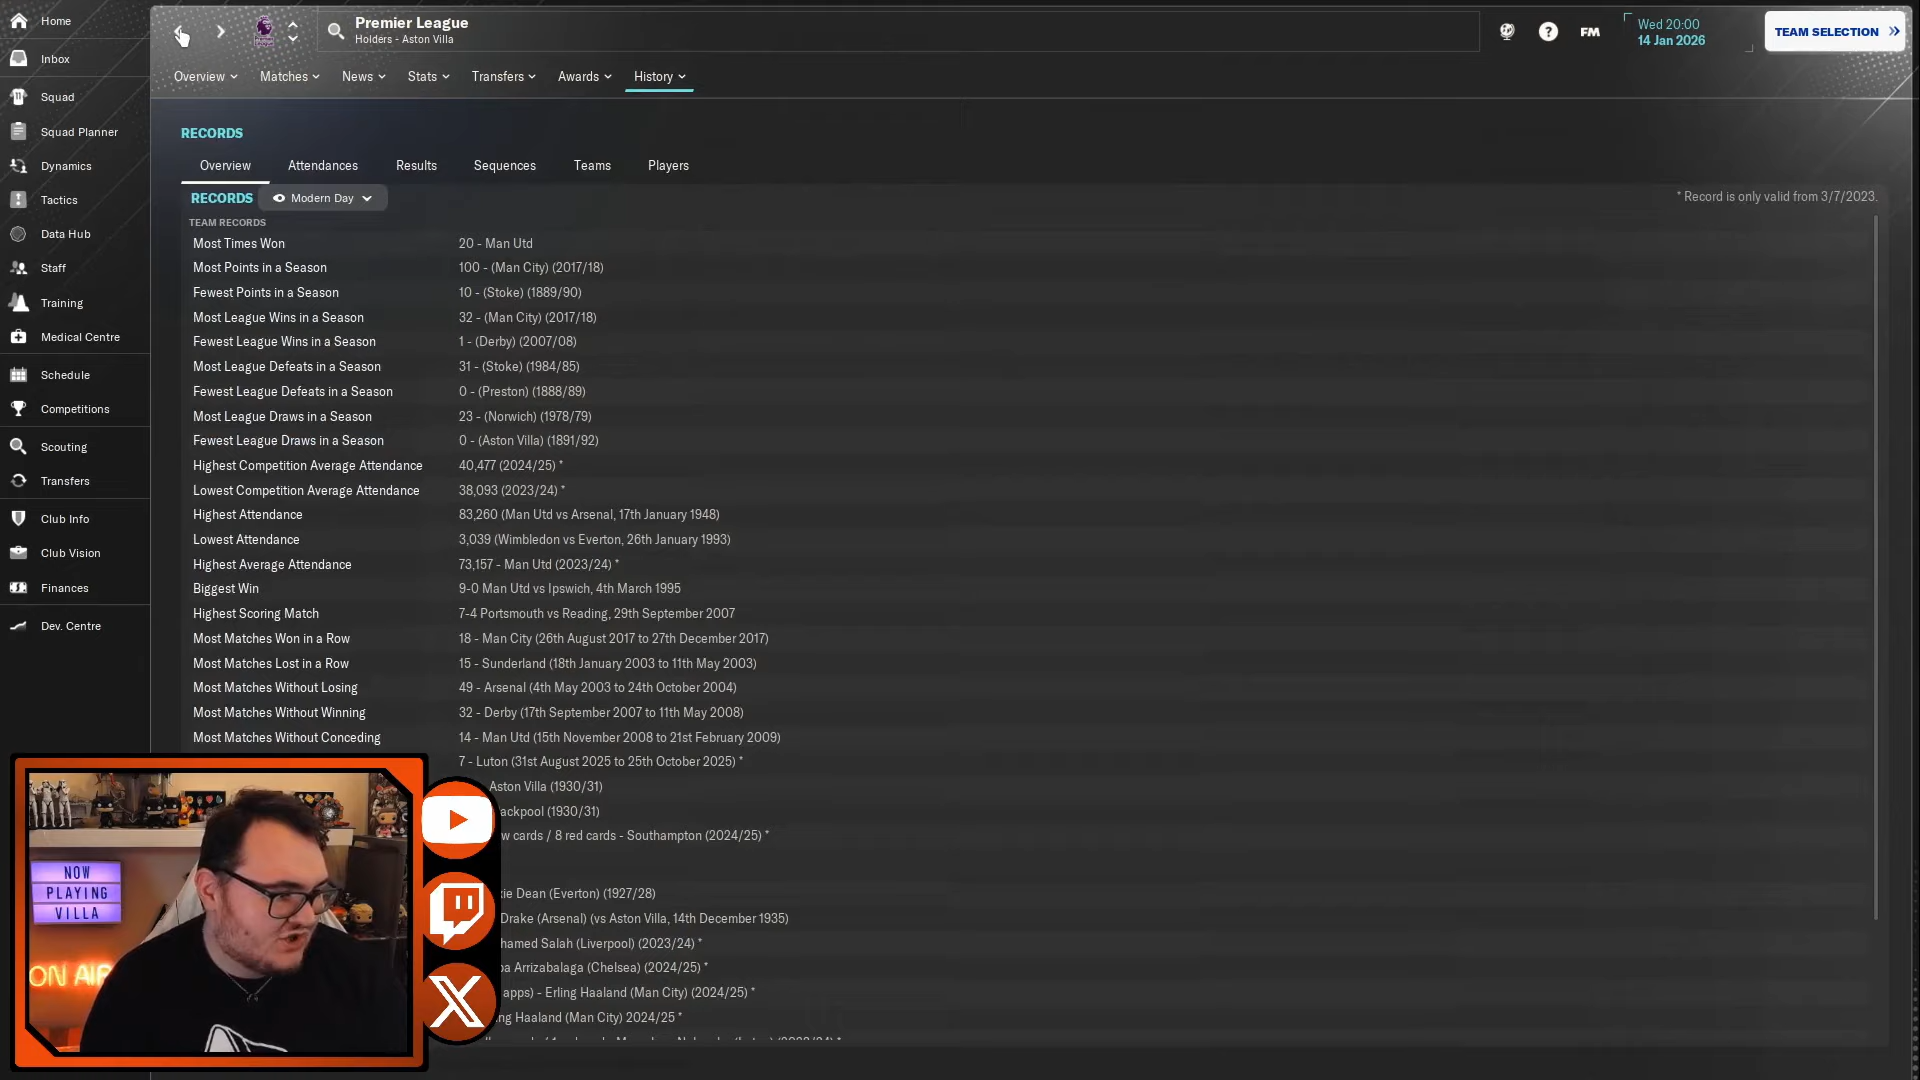 Home
Inbox
Squad
Squad Planner
Dynamics
Tactics
Data Hub
Staff
Training
Medical Centre
Schedule
Competitions
Scouting
Transfers
Club Info
Club Vision
Finances
Dev. Centre
Premier League
Holders - Aston Villa
FM
Wed 20:00
14 Jan 2026
TEAM SELECTION
Overview Matches News Stats Transfers Awards History
RECORDS
Overview Attendances Results Sequences Teams Players
RECORDS Modern Day
* Record is only valid from 3/7/2023.
TEAM RECORDS
Most Times Won 20 - Man Utd
Most Points in a Season 100 - (Man City) (2017/18)
Fewest Points in a Season 10 - (Stoke) (1889/90)
Most League Wins in a Season 32 - (Man City) (2017/18)
Fewest League Wins in a Season 1 - (Derby) (2007/08)
Most League Defeats in a Season 31 - (Stoke) (1984/85)
Fewest League Defeats in a Season 0 - (Preston) (1888/89)
Most League Draws in a Season 23 - (Norwich) (1978/79)
Fewest League Draws in a Season 0 - (Aston Villa) (1891/92)
Highest Competition Average Attendance 40,477 (2024/25) *
Lowest Competition Average Attendance 38,093 (2023/24) *
Highest Attendance 83,260 (Man Utd vs Arsenal, 17th January 1948)
Lowest Attendance 3,039 (Wimbledon vs Everton, 26th January 1993)
Highest Average Attendance 73,157 - Man Utd (2023/24) *
Biggest Win 9-0 Man Utd vs Ipswich, 4th March 1995
Highest Scoring Match 7-4 Portsmouth vs Reading, 29th September 2007
Most Matches Won in a Row 18 - Man City (26th August 2017 to 27th December 2017)
Most Matches Lost in a Row 15 - Sunderland (18th January 2003 to 11th May 2003)
Most Matches Without Losing 49 - Arsenal (4th May 2003 to 24th October 2004)
Most Matches Without Winning 32 - Derby (17th September 2007 to 11th May 2008)
Most Matches Without Conceding 14 - Man Utd (15th November 2008 to 21st February 2009)
7 - Luton (31st August 2025 to 25th October 2025) *
Aston Villa (1930/31)
ackpool (1930/31)
w cards / 8 red cards - Southampton (2024/25) *
ie Dean (Everton) (1927/28)
Drake (Arsenal) (vs Aston Villa, 14th December 1935)
hamed Salah (Liverpool) (2023/24) *
a Arrizabalaga (Chelsea) (2024/25) *
apps) - Erling Haaland (Man City) (2024/25) *
ng Haaland (Man City) 2024/25 *
NOW
PLAYING
VILLA
ON AIR